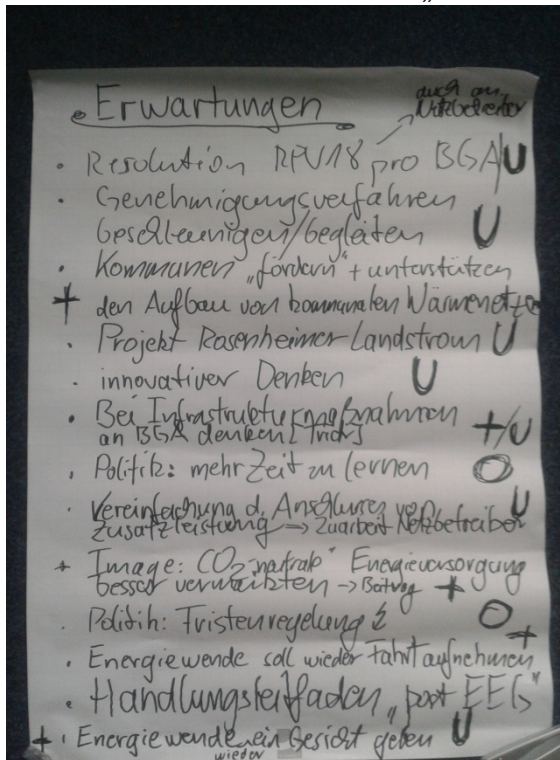 auch an
Netzbetreiber
• Erwartungen
• Resolution RFV18 pro BGA U
• Genehmigungsverfahren
beschleunigen/begleiten U
• Kommunen „fördern" + unterstützen
+ den Aufbau von kommunalen Wärmenetzen
• Projekt Rosenheimer Landstrom U
• innovativer Denken U
• Bei Infrastrukturmaßnahmen +/U
an BGA denken
• Politik: mehr Zeit zu lernen O
• Vereinfachung d. Anschlusses von U
Zusatzleistung → Zuarbeit Netzbetreiber
+ Image: CO2-neutrale" Energieversorgung
besser vermarkten → Beitrag +
• Politik: Fristenregelung O
• Energiewende soll wieder Fahrt aufnehmen +
• Handlungsleitfaden „post EEG"
+ • Energiewende ein Gesicht geben U
wieder